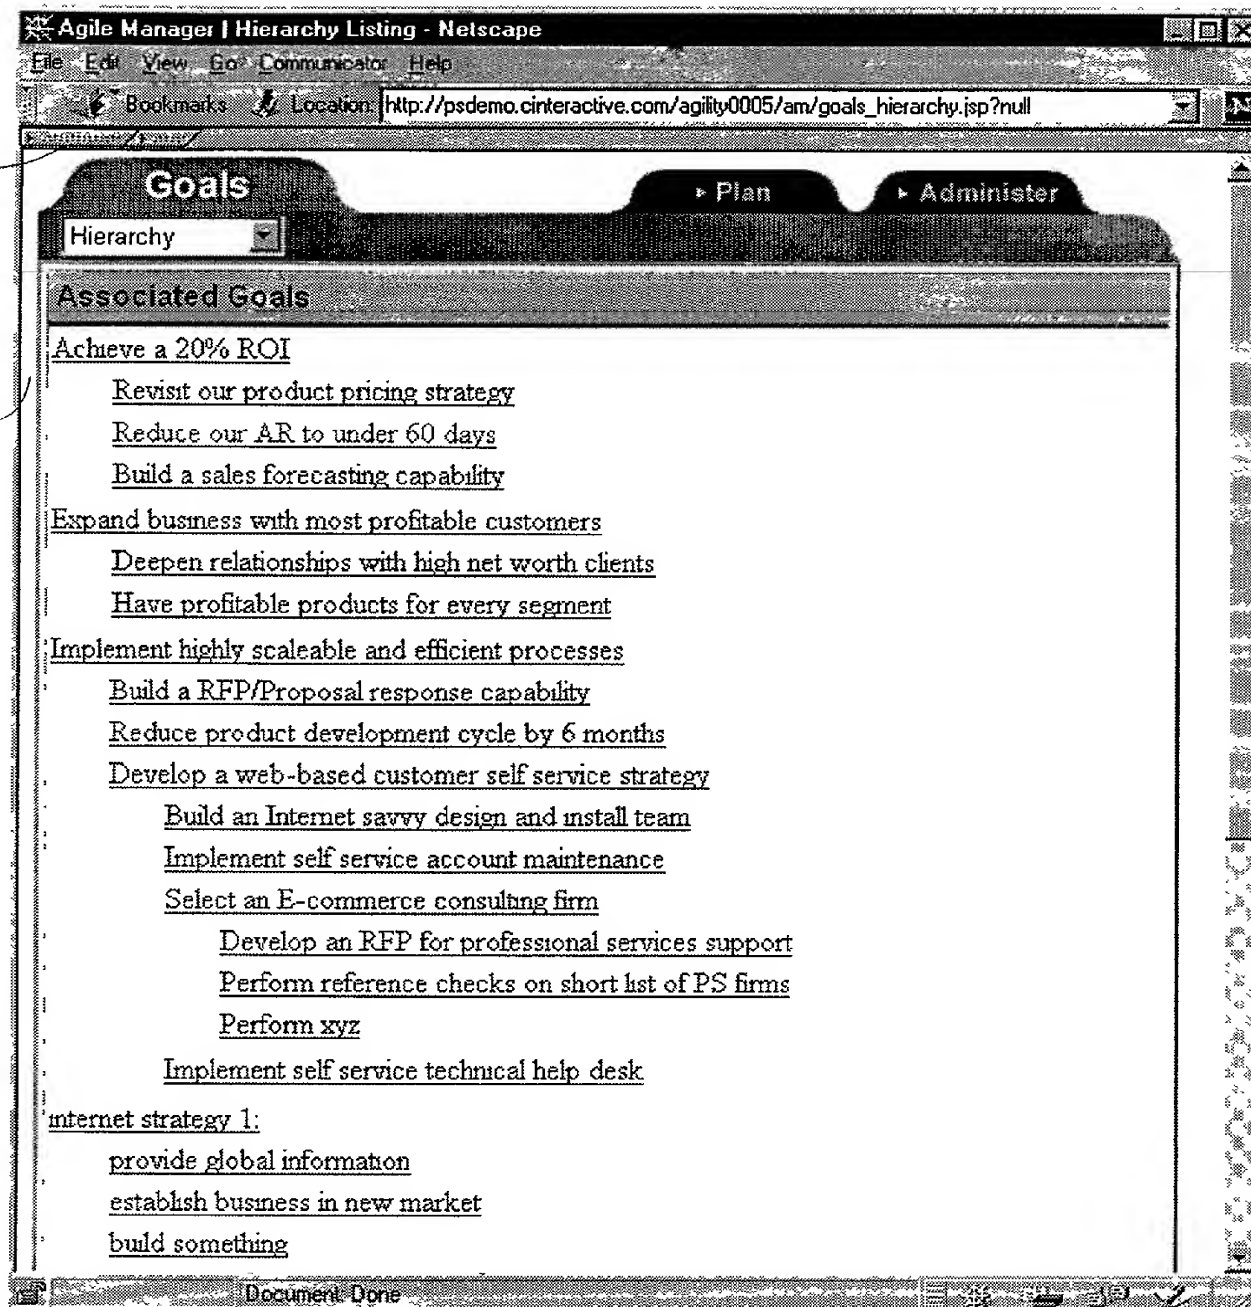 Agile Manager | Hierarchy Listing - Netscape
File Edit View Go Communicator Help
Bookmarks Location: http://psdemo.cinteractive.com/agility0005/am/goals_hierarchy.jsp?null
Goals
Plan
Administer
Hierarchy
Associated Goals
Achieve a 20% ROI
Revisit our product pricing strategy
Reduce our AR to under 60 days
Build a sales forecasting capability
Expand business with most profitable customers
Deepen relationships with high net worth clients
Have profitable products for every segment
Implement highly scaleable and efficient processes
Build a RFP/Proposal response capability
Reduce product development cycle by 6 months
Develop a web-based customer self service strategy
Build an Internet savvy design and install team
Implement self service account maintenance
Select an E-commerce consulting firm
Develop an RFP for professional services support
Perform reference checks on short list of PS firms
Perform xyz
Implement self service technical help desk
internet strategy 1:
provide global information
establish business in new market
build something
Document: Done